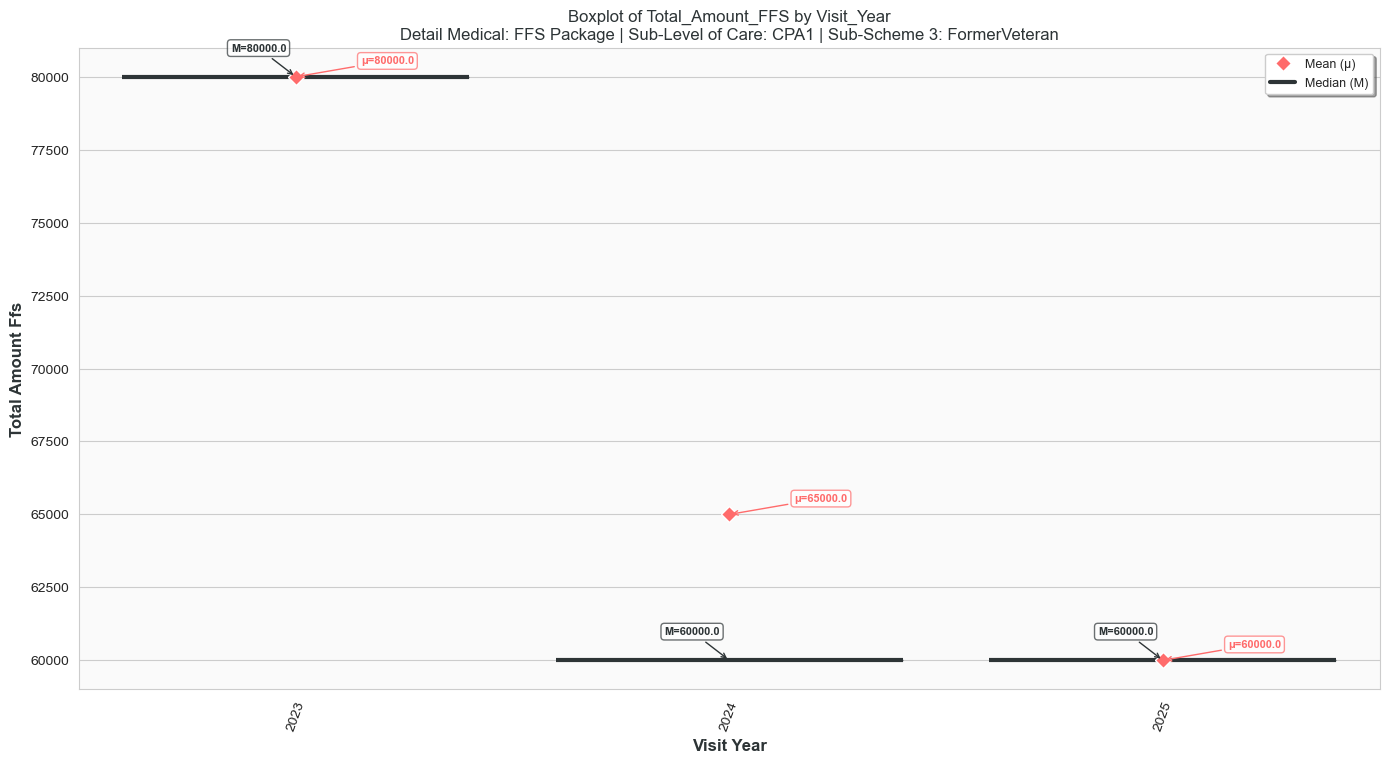 Boxplot of Total_Amount_FFS by Visit_Year
Detail Medical: FFS Package | Sub-Level of Care: CPA1 | Sub-Scheme 3: FormerVeteran
M=80000.0
μ=80000.0
Mean (μ)
Median (M)
80000
77500
75000
72500
70000
67500
65000
62500
60000
Total Amount Ffs
μ=65000.0
M=60000.0
M=60000.0
μ=60000.0
2023
2024
2025
Visit Year